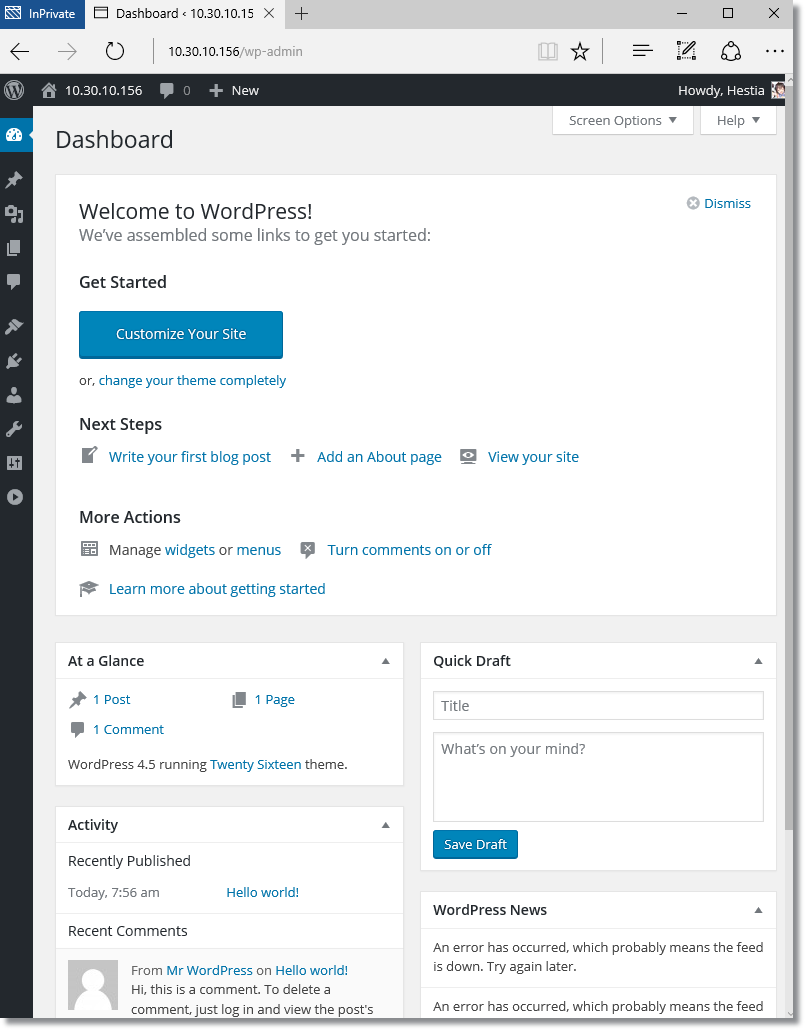 InPrivate
Dashboard ‹ 10.30.10.15
10.30.10.156/wp-admin
10.30.10.156 0 New Howdy, Hestia
Screen Options Help
Dashboard
Welcome to WordPress! Dismiss
We've assembled some links to get you started:
Get Started
Customize Your Site
or, change your theme completely
Next Steps
Write your first blog post Add an About page View your site
More Actions
Manage widgets or menus Turn comments on or off
Learn more about getting started
At a Glance
1 Post 1 Page
1 Comment
WordPress 4.5 running Twenty Sixteen theme.
Activity
Recently Published
Today, 7:56 am Hello world!
Recent Comments
From Mr WordPress on Hello world!
Hi, this is a comment. To delete a
comment, just log in and view the post's
Quick Draft
Title
What's on your mind?
Save Draft
WordPress News
An error has occurred, which probably means the feed
is down. Try again later.
An error has occurred, which probably means the feed